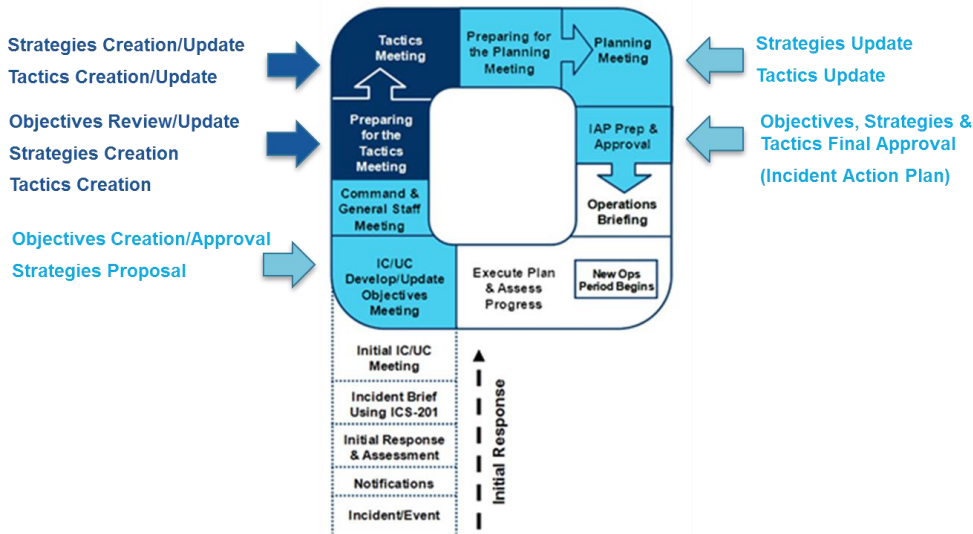 Strategies Creation/Update
Tactics Creation/Update
Objectives Review/Update
Strategies Creation
Tactics Creation
Objectives Creation/Approval
Strategies Proposal
Tactics
Meeting
Preparing for
the Planning
Meeting
Planning
Meeting
Preparing
for the
Tactics
Meeting
IAP Prep &
Approval
Command &
General Staff
Meeting
Operations
Briefing
IC/UC
Develop/Update
Objectives
Meeting
Execute Plan
& Assess
Progress
New Ops
Period Begins
Initial IC/UC
Meeting
Incident Brief
Using ICS-201
Initial Response
& Assessment
Notifications
Incident/Event
Initial Response
Strategies Update
Tactics Update
Objectives, Strategies &
Tactics Final Approval
(Incident Action Plan)